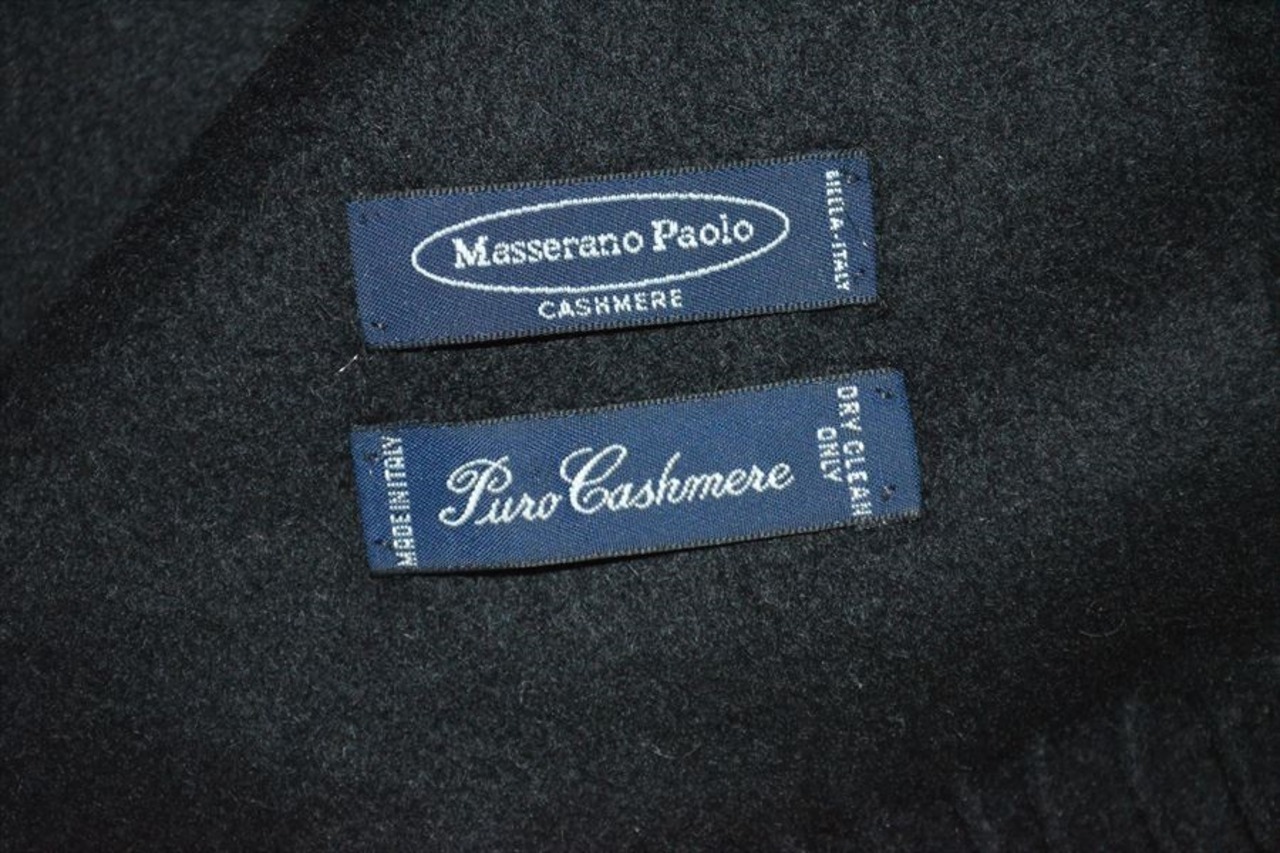 Masserano Paolo
CASHMERE
BIELLA-ITALY
MADE IN ITALY
Puro Cashmere
DRY CLEAN
ONLY